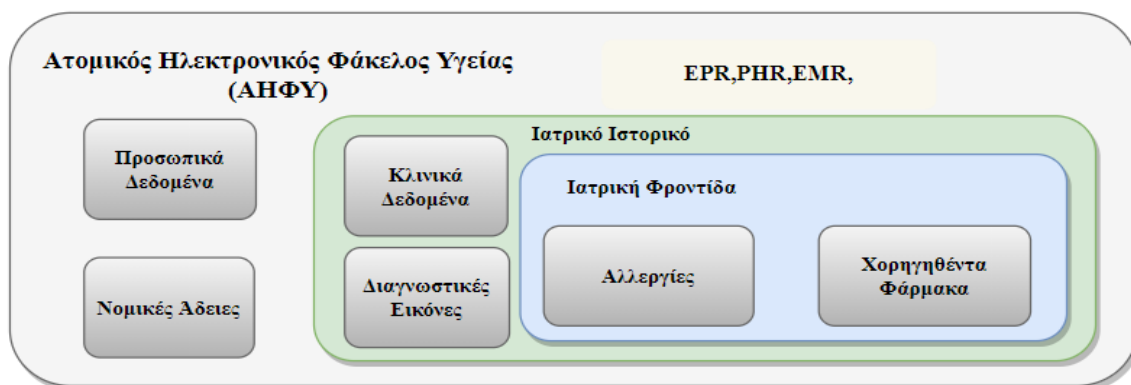 Ατομικός Ηλεκτρονικός Φάκελος Υγείας
(ΑΗΦΥ)
EPR,PHR,EMR,
Προσωπικά
Δεδομένα
Νομικές Άδειες
Ιατρικό Ιστορικό
Κλινικά
Δεδομένα
Διαγνωστικές
Εικόνες
Ιατρική Φροντίδα
Αλλεργίες
Χορηγηθέντα
Φάρμακα